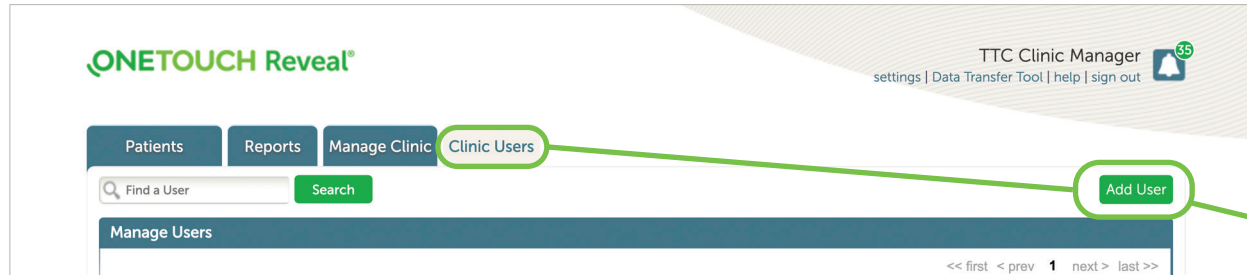 ONETOUCH Reveal®
TTC Clinic Manager
35
settings | Data Transfer Tool | help | sign out
Patients
Reports
Manage Clinic
Clinic Users
Find a User
Search
Add User
Manage Users
<< first < prev 1 next > last >>